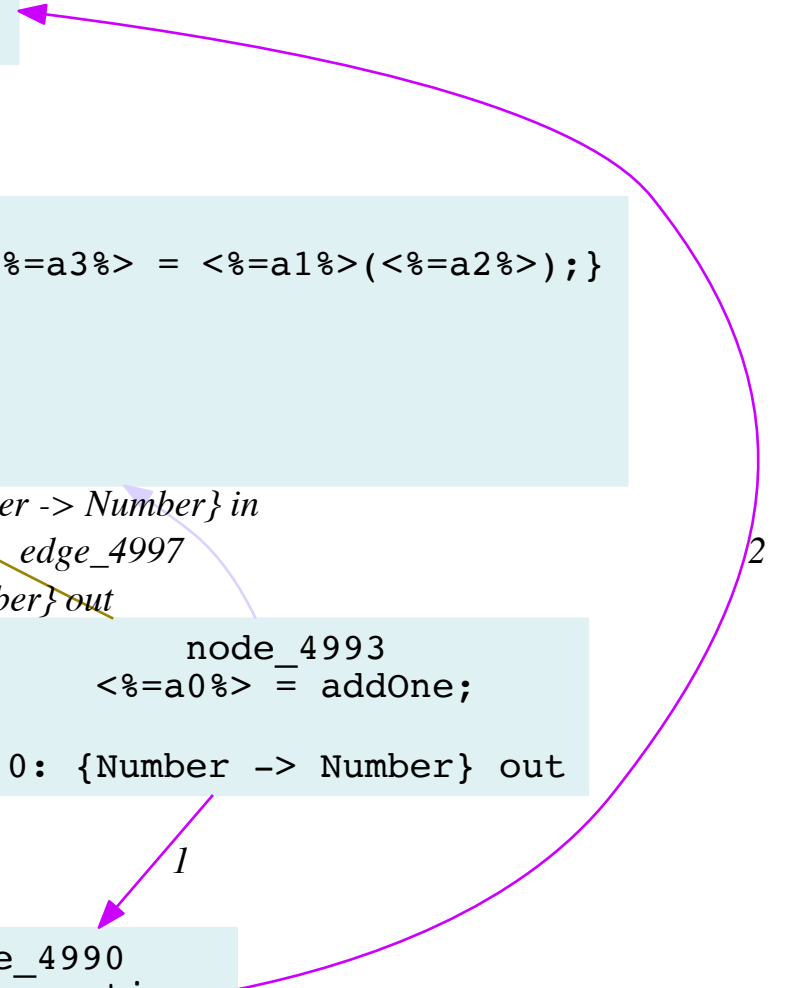 %=a3%> = <%=a1%>(<%=a2%>);}
er -> Number} in
edge_4997
ber} out
2
node_4993
<%=a0%> = addOne;
0: {Number -> Number} out
1
e_4990